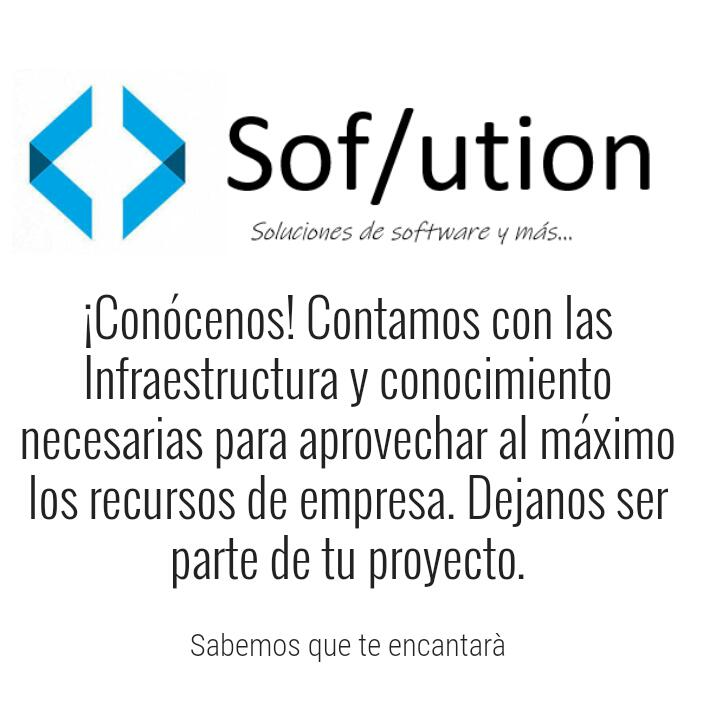 Sof/ution
Soluciones de software y más...
¡Conócenos! Contamos con las
Infraestructura y conocimiento
necesarias para aprovechar al máximo
los recursos de empresa. Dejanos ser
parte de tu proyecto.
Sabemos que te encantarà